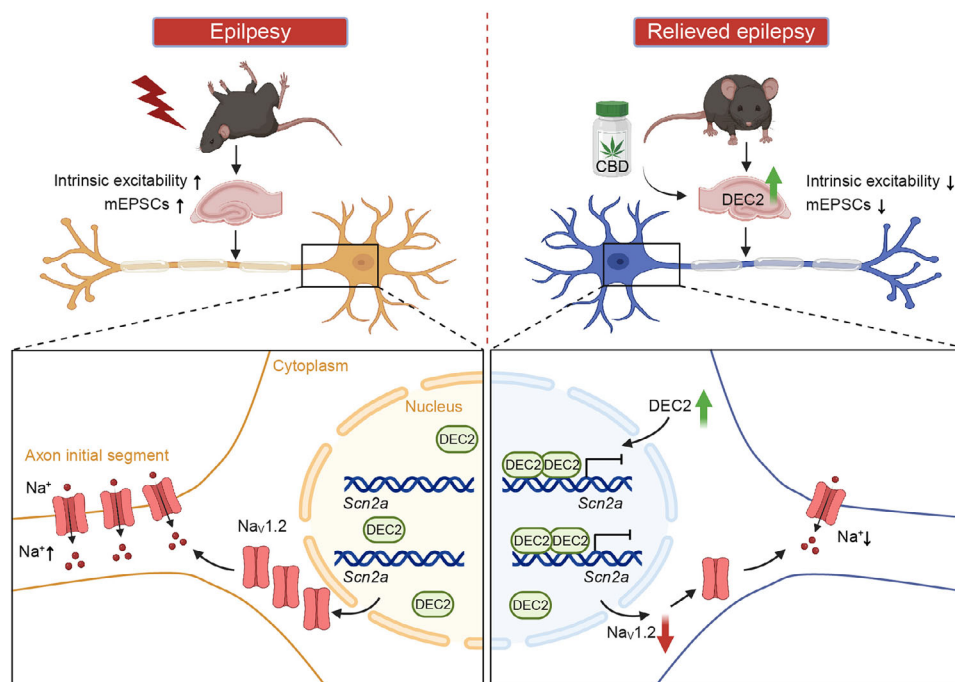 Epilpesy
Intrinsic excitability ↑
mEPSCs ↑
Cytoplasm
Nucleus
DEC2
Axon initial segment
Na⁺
Scn2a
DEC2
Na⁺↑
Naᵥ1.2
Scn2a
DEC2
Relieved epilepsy
CBD
DEC2
Intrinsic excitability ↓
mEPSCs ↓
DEC2
DEC2 DEC2
Scn2a
DEC2 DEC2
Na⁺↓
Scn2a
DEC2
Naᵥ1.2